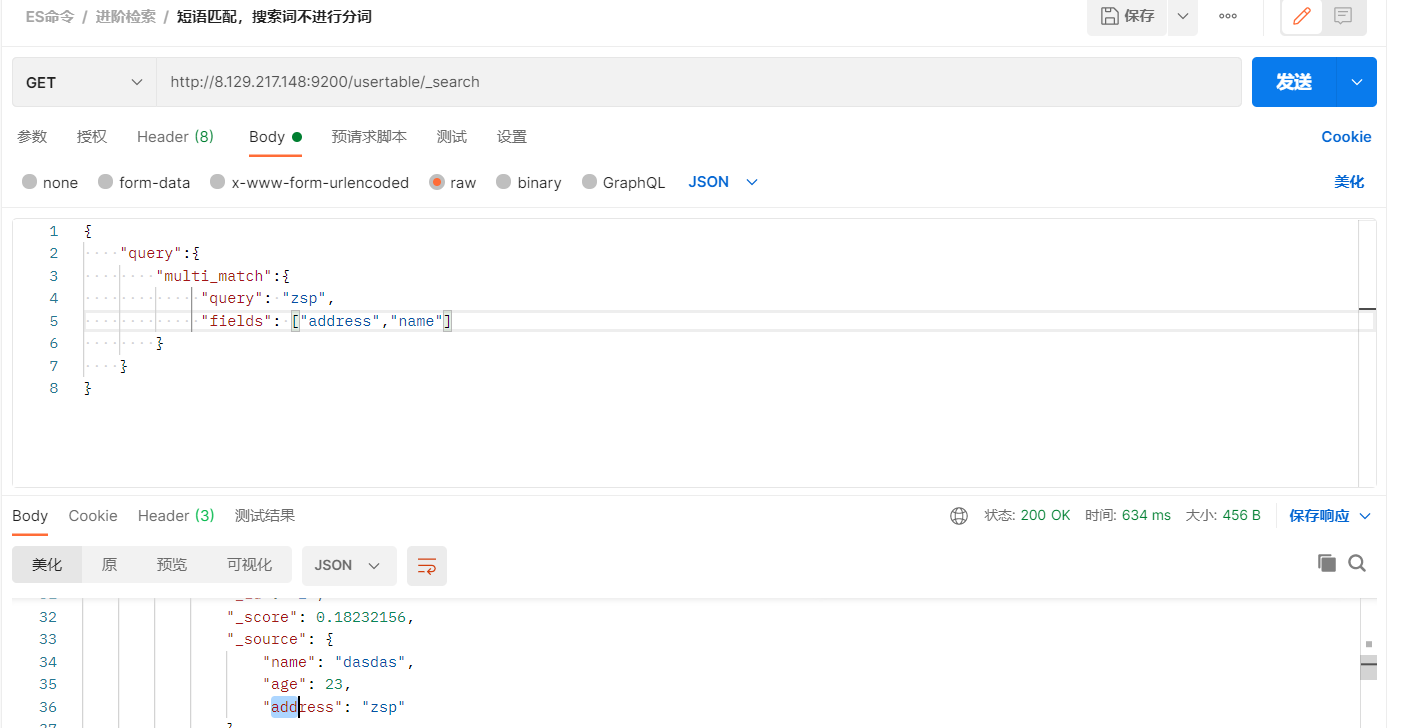 ES命令 / 进阶检索 / 短语匹配，搜索词不进行分词
保存
GET http://8.129.217.148:9200/usertable/_search 发送
参数 授权 Header (8) Body 预请求脚本 测试 设置 Cookie
none form-data x-www-form-urlencoded raw binary GraphQL JSON 美化
1 {
2 "query":{
3 "multi_match":{
4 "query": "zsp",
5 "fields": ["address","name"]
6 }
7 }
8 }
Body Cookie Header (3) 测试结果 状态: 200 OK 时间: 634 ms 大小: 456 B 保存响应
美化 原 预览 可视化 JSON
32 "_score": 0.18232156,
33 "_source": {
34 "name": "dasdas",
35 "age": 23,
36 "address": "zsp"